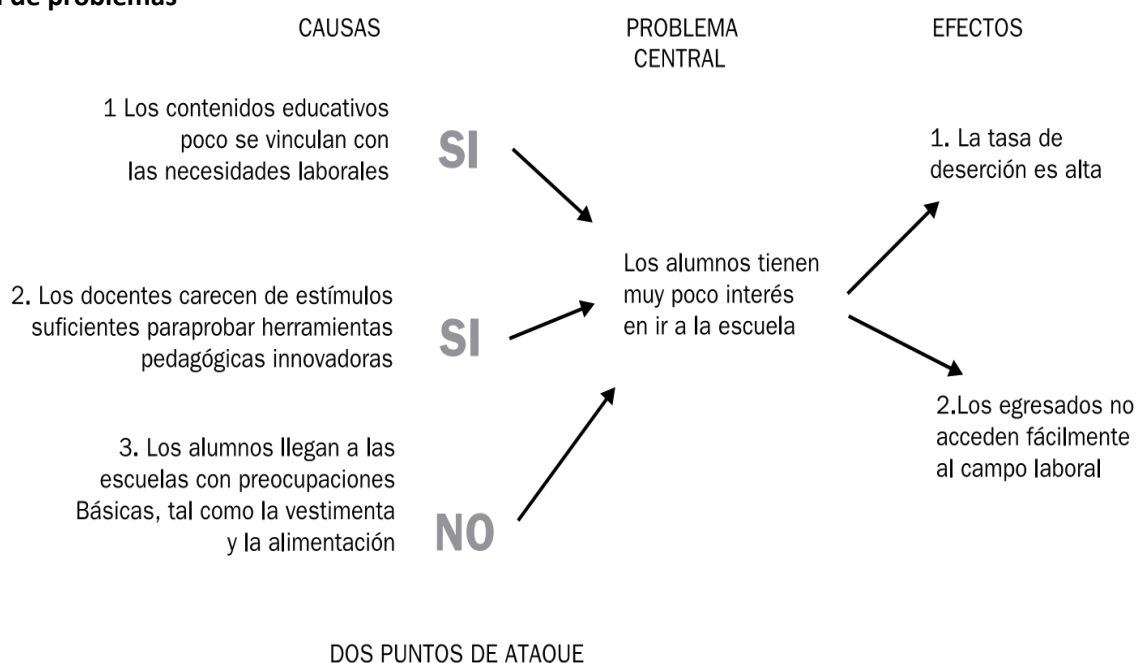 de problemas
CAUSAS
PROBLEMA
CENTRAL
EFECTOS
1 Los contenidos educativos
poco se vinculan con
las necesidades laborales
SI
2. Los docentes carecen de estímulos
suficientes paraprobar herramientas
pedagógicas innovadoras
SI
3. Los alumnos llegan a las
escuelas con preocupaciones
Básicas, tal como la vestimenta
y la alimentación
NO
Los alumnos tienen
muy poco interés
en ir a la escuela
1. La tasa de
deserción es alta
2.Los egresados no
acceden fácilmente
al campo laboral
DOS PUNTOS DE ATAQUE